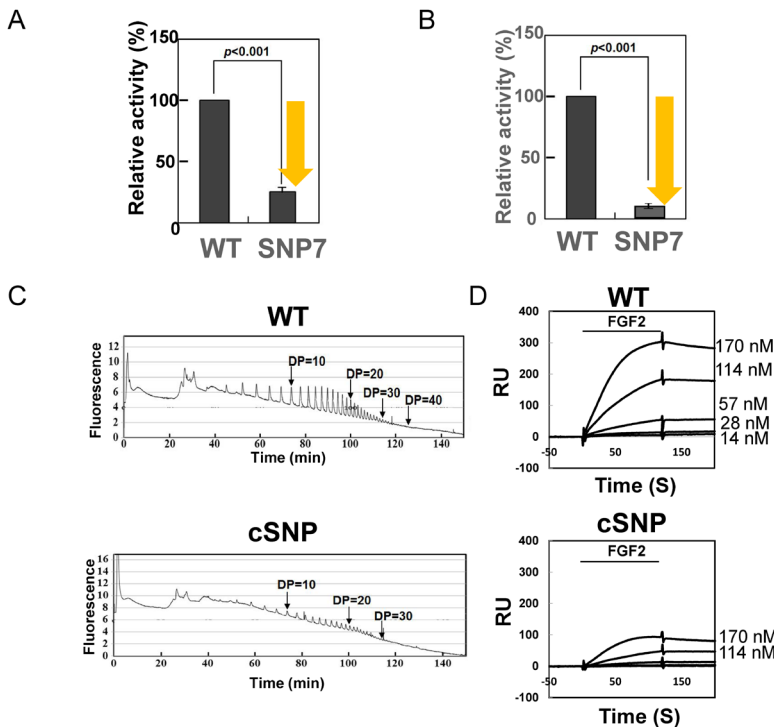 A
Relative activity (%)
150
100
50
0
p<0.001
WT SNP7
B
Relative activity (%)
150
100
50
0
p<0.001
WT SNP7
C
WT
Fluorescence
12
10
8
6
4
2
0
DP=10
DP=20
DP=30
DP=40
0 20 40 60 80 100 120 140
Time (min)
cSNP
Fluorescence
16
14
12
10
8
6
4
2
0
DP=10
DP=20
DP=30
0 20 40 60 80 100 120 140
Time (min)
D
WT
RU
400
300
200
100
0
-100
FGF2
170 nM
114 nM
57 nM
28 nM
14 nM
-50 50 150
Time (S)
cSNP
RU
400
300
200
100
0
-100
FGF2
170 nM
114 nM
-50 50 150
Time (S)